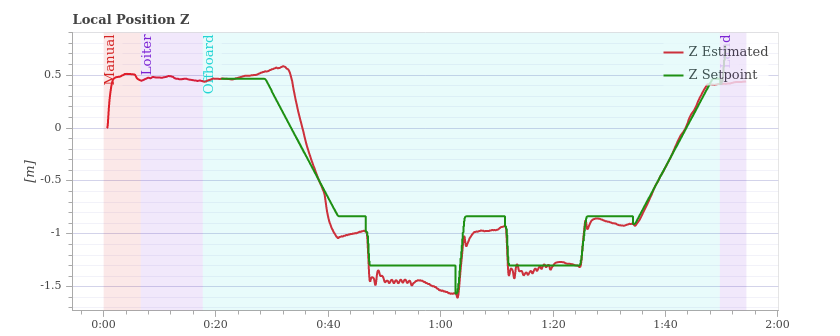 Local Position Z
Manual
Loiter
Offboard
Z Estimated
Z Setpoint
[m]
0.5
0
-0.5
-1
-1.5
0:00
0:20
0:40
1:00
1:20
1:40
2:00